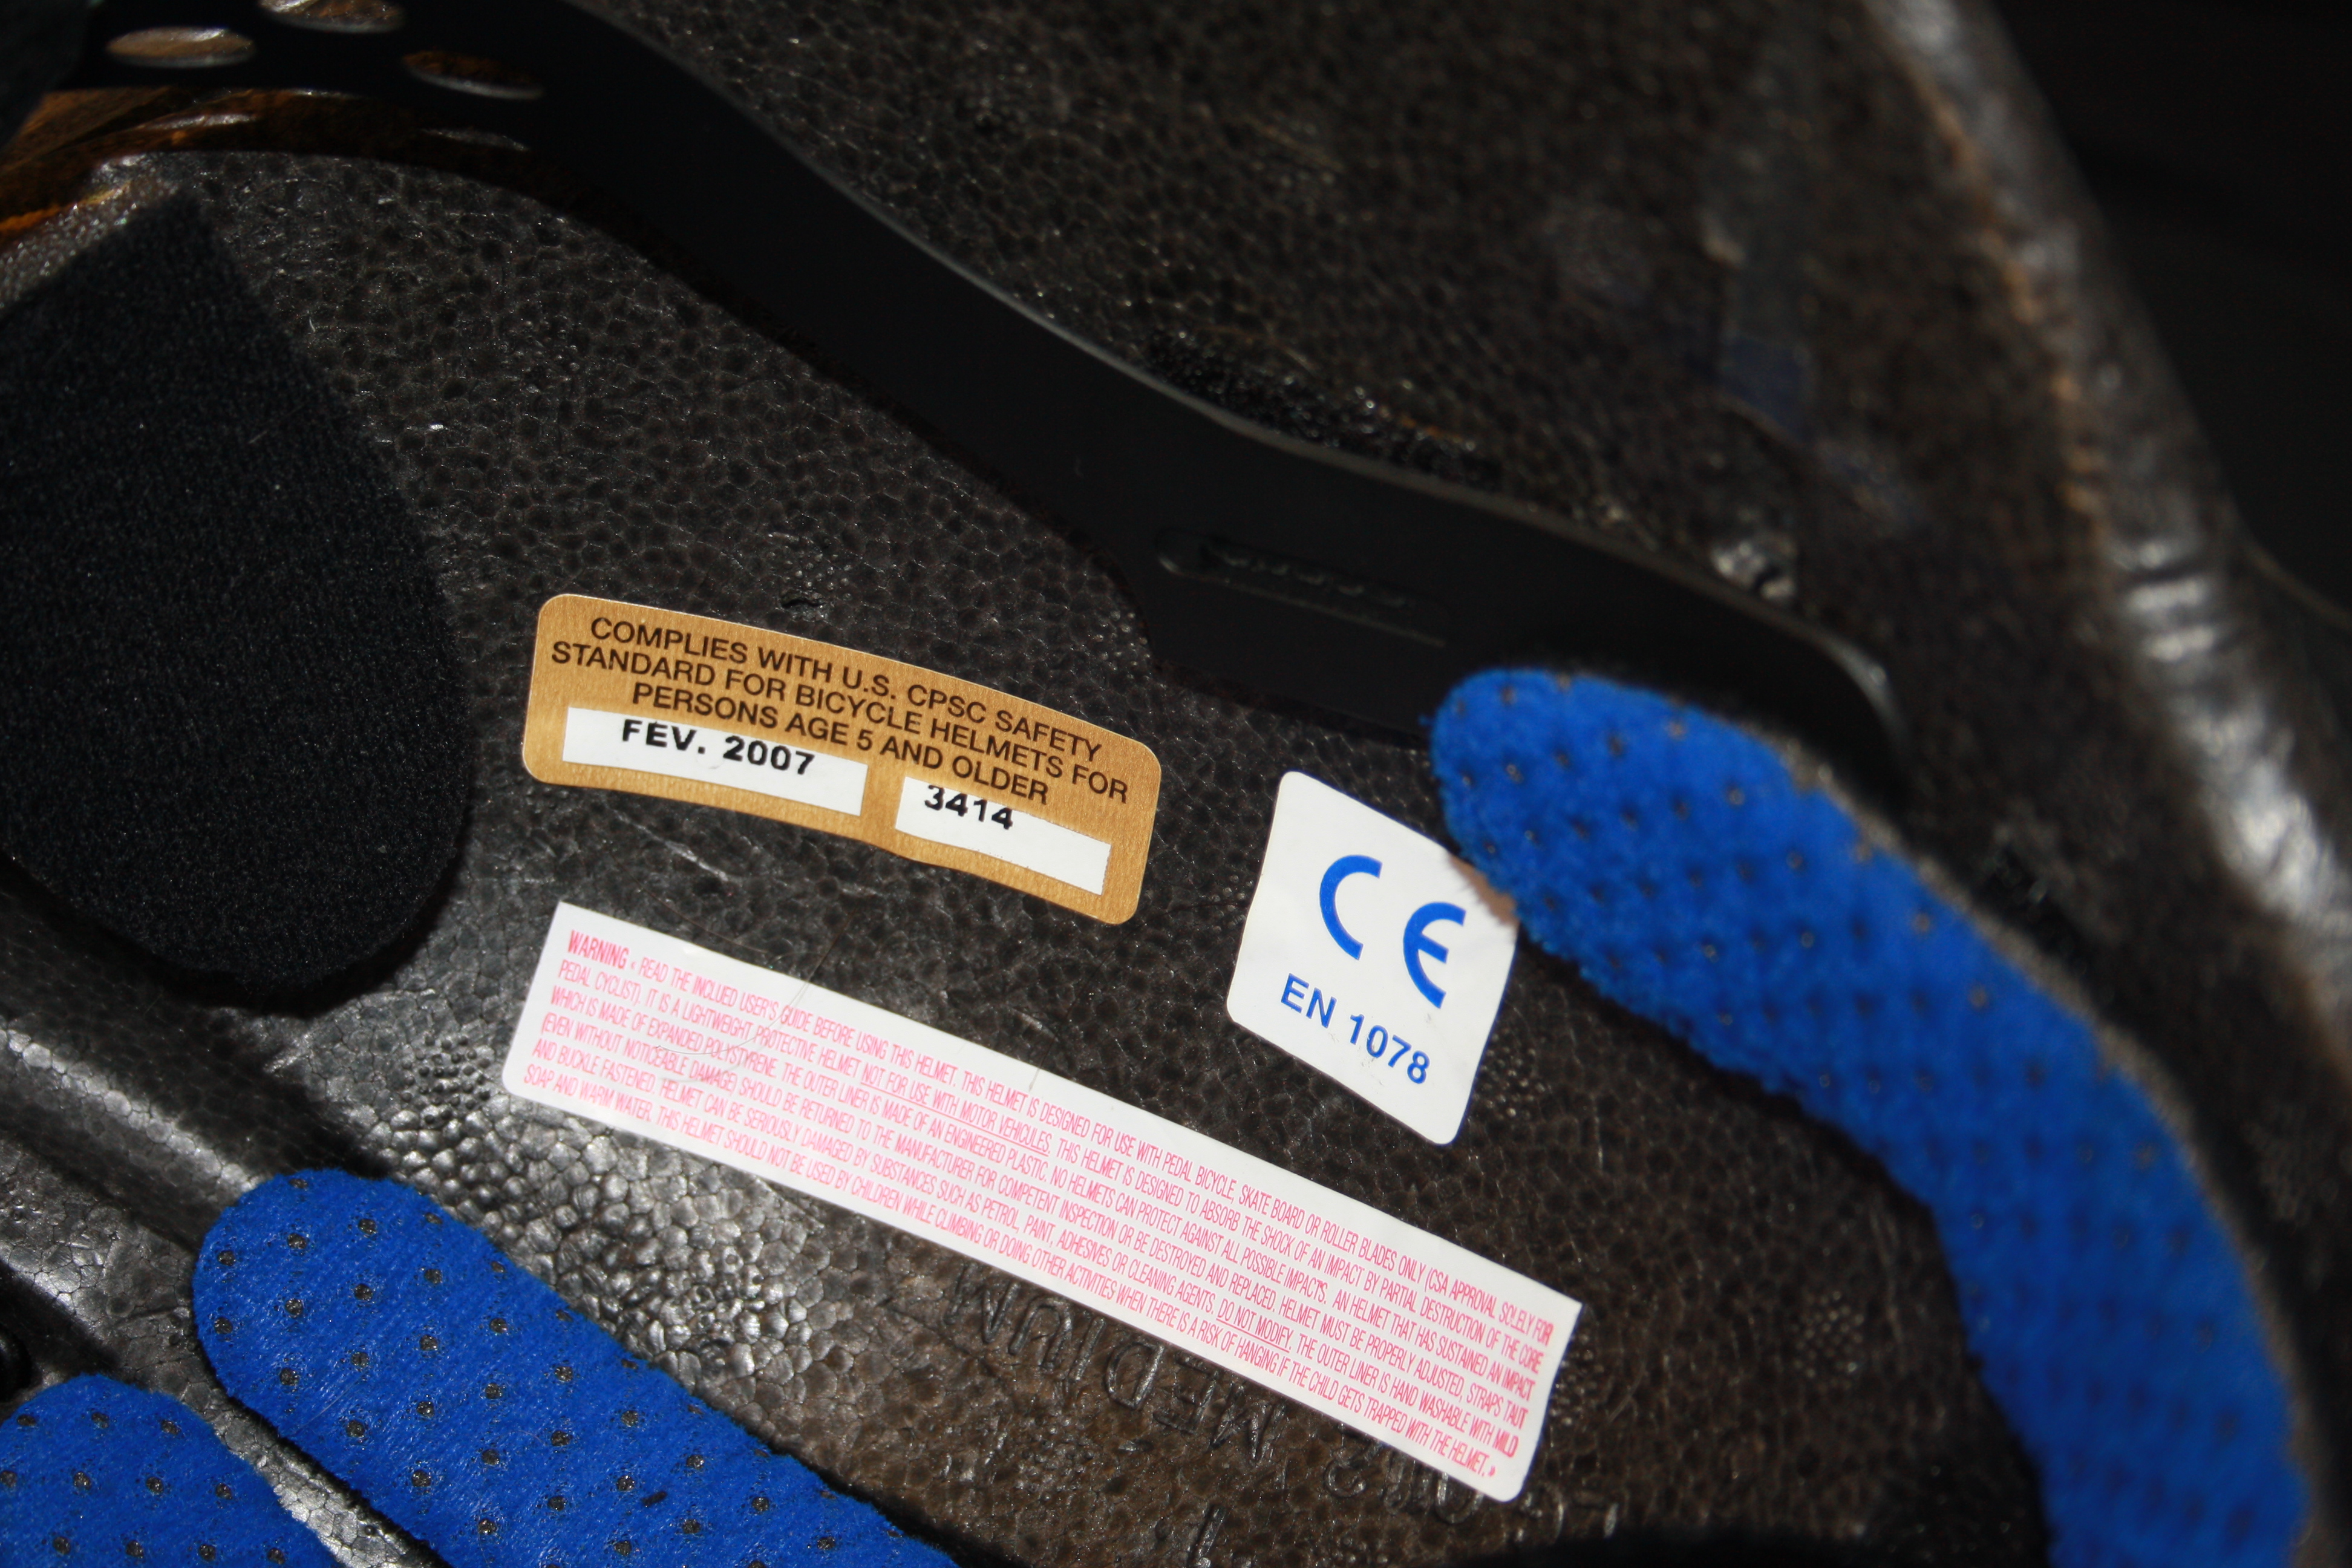 COMPLIES WITH U.S. CPSC SAFETY
STANDARD FOR BICYCLE HELMETS FOR
PERSONS AGE 5 AND OLDER
FEV. 2007
3414
CE
EN 1078
WARNING « READ THE INCLUED USER'S GUIDE BEFORE USING THIS HELMET. THIS HELMET IS DESIGNED FOR USE WITH PEDAL BICYCLE, SKATE BOARD OR ROLLER BLADES ONLY (CSA APPROVAL SOLELY FOR
PEDAL CYCLIST). IT IS A LIGHTWEIGHT PROTECTIVE HELMET NOT FOR USE WITH MOTOR VEHICULES. THIS HELMET IS DESIGNED TO ABSORB THE SHOCK OF AN IMPACT BY PARTIAL DESTRUCTION OF THE CORE
WHICH IS MADE OF EXPANDED POLYSTYRENE. THE OUTER LINER IS MADE OF AN ENGINEERED PLASTIC. NO HELMETS CAN PROTECT AGAINST ALL POSSIBLE IMPACTS. AN HELMET THAT HAS SUSTAINED AN IMPACT
(EVEN WITHOUT NOTICEABLE DAMAGE) SHOULD BE RETURNED TO THE MANUFACTURER FOR COMPETENT INSPECTION OR BE DESTROYED AND REPLACED. HELMET MUST BE PROPERLY ADJUSTED, STRAPS TAUT
AND BUCKLE FASTENED. HELMET CAN BE SERIOUSLY DAMAGED BY SUBSTANCES SUCH AS PETROL, PAINT, ADHESIVES OR CLEANING AGENTS. DO NOT MODIFY. THE OUTER LINER IS HAND WASHABLE WITH MILD
SOAP AND WARM WATER. THIS HELMET SHOULD NOT BE USED BY CHILDREN WHILE CLIMBING OR DOING OTHER ACTIVITIES WHEN THERE IS A RISK OF HANGING IF THE CHILD GETS TRAPPED WITH THE HELMET. »
MEDIUM